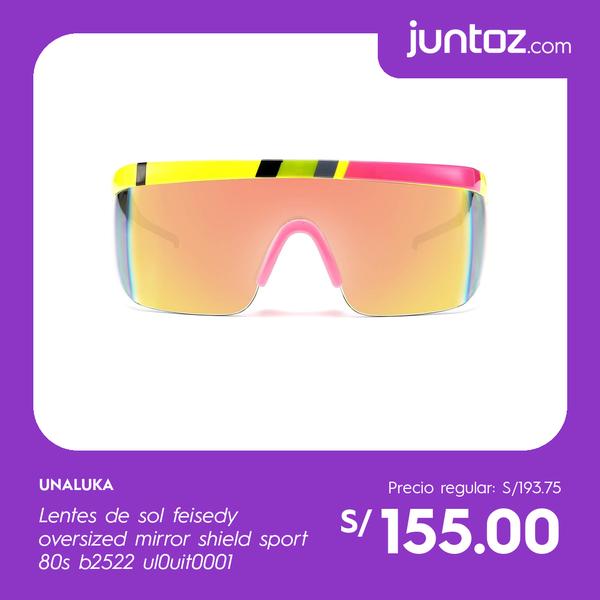 juntoz.com
UNALUKA
Lentes de sol feisedy
oversized mirror shield sport
80s b2522 ul0uit0001
Precio regular: S/193.75
S/155.00